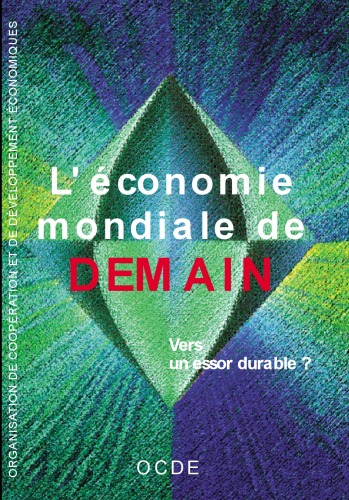 ORGANISATION DE COOPÉRATION ET DE DÉVELOPPEMENT ÉCONOMIQUES
L'économie
mondiale de
DEMAIN
Vers
un essor durable ?
OCDE